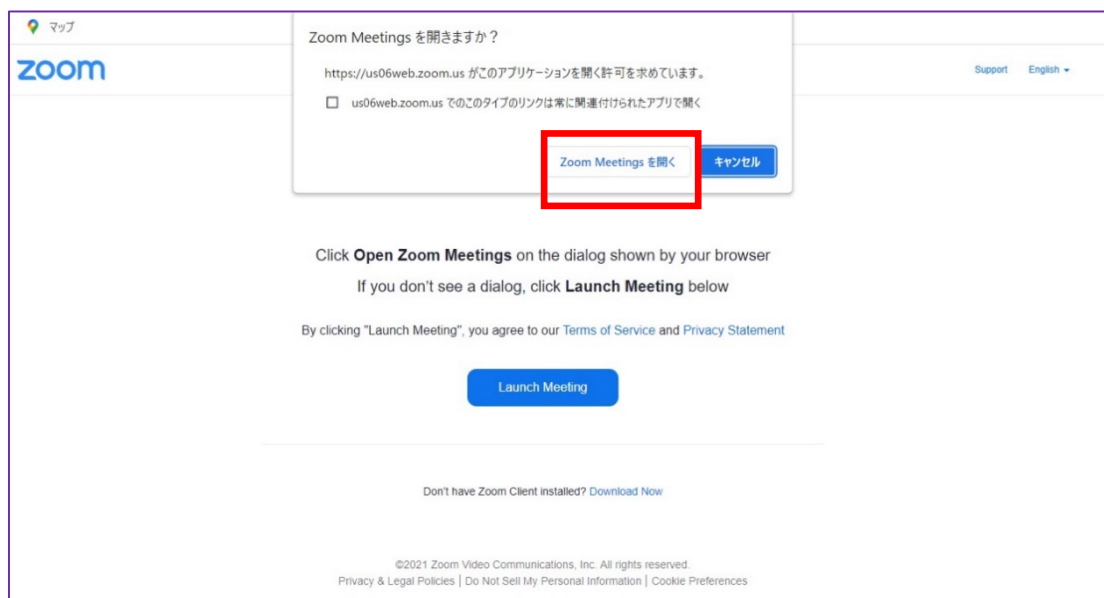 マップ
Zoom Meetings を開きますか？
https://us06web.zoom.us がこのアプリケーションを開く許可を求めています。
us06web.zoom.us でのこのタイプのリンクは常に関連付けられたアプリで開く
Zoom Meetings を開く キャンセル
zoom
Support English
Click Open Zoom Meetings on the dialog shown by your browser
If you don't see a dialog, click Launch Meeting below
By clicking "Launch Meeting", you agree to our Terms of Service and Privacy Statement
Launch Meeting
Don't have Zoom Client installed? Download Now
©2021 Zoom Video Communications, Inc. All rights reserved.
Privacy & Legal Policies | Do Not Sell My Personal Information | Cookie Preferences